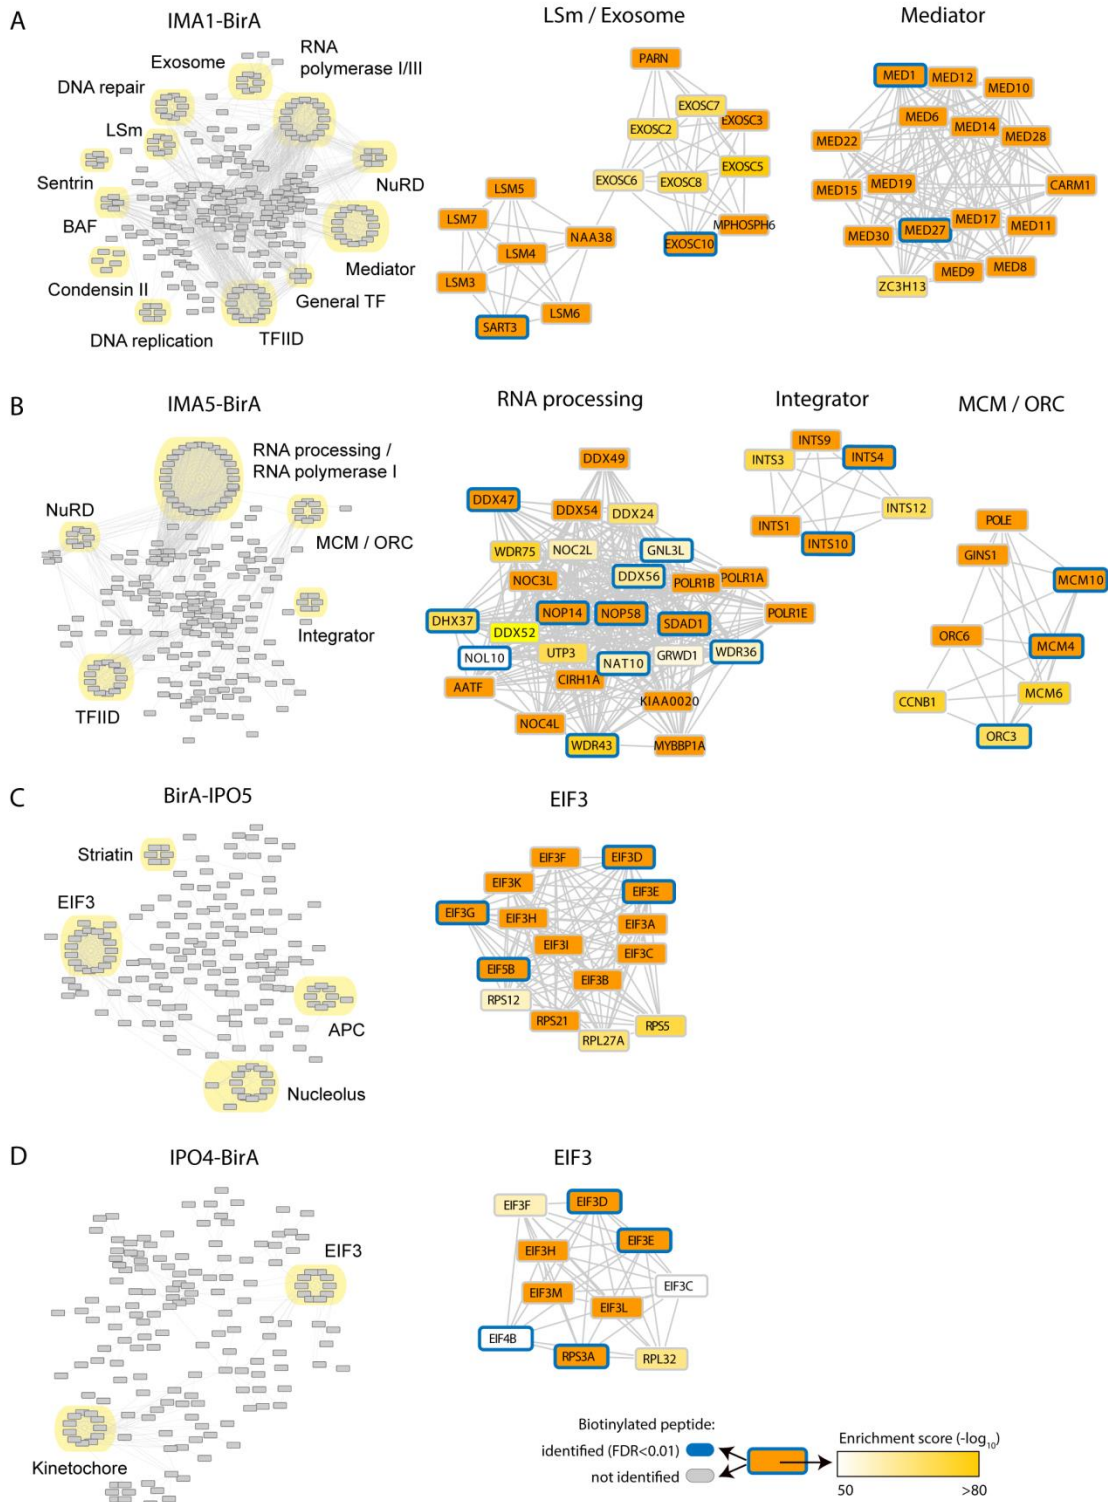 A
IMA1-BirA
LSm / Exosome
Mediator
RNA
polymerase I/III
Exosome
DNA repair
LSm
Sentrin
BAF
Condensin II
DNA replication
TFIID
General TF
Mediator
NuRD
PARN
EXOSC7
EXOSC3
EXOSC2
EXOSC5
EXOSC6
EXOSC8
MPHOSPH6
EXOSC10
LSM5
LSM7
NAA38
LSM4
LSM3
LSM6
SART3
MED1
MED12
MED10
MED6
MED14
MED28
MED22
MED15
MED19
CARM1
MED17
MED11
MED30
MED27
MED9
MED8
ZC3H13
B
IMA5-BirA
RNA processing
Integrator
MCM / ORC
RNA processing /
RNA polymerase I
NuRD
MCM / ORC
Integrator
TFIID
DDX49
DDX47
DDX54
DDX24
WDR75
NOC2L
GNL3L
DDX56
NOC3L
POLR1B
POLR1A
DHX37
NOP14
NOP58
SDAD1
POLR1E
DDX52
NOL10
UTP3
NAT10
GRWD1
WDR36
AATF
CIRH1A
KIAA0020
NOC4L
WDR43
MYBBP1A
INTS9
INTS3
INTS4
INTS12
INTS1
INTS10
POLE
GINS1
MCM10
ORC6
MCM4
CCNB1
MCM6
ORC3
C
BirA-IPO5
EIF3
Striatin
EIF3
APC
Nucleolus
EIF3F
EIF3D
EIF3K
EIF3E
EIF3G
EIF3H
EIF3A
EIF3I
EIF3C
EIF5B
EIF3B
RPS12
RPS21
RPS5
RPL27A
D
IPO4-BirA
EIF3
EIF3
Kinetochore
EIF3F
EIF3D
EIF3H
EIF3E
EIF3C
EIF3M
EIF3L
EIF4B
RPS3A
RPL32
Biotinylated peptide:
identified (FDR<0.01)
not identified
Enrichment score (-log10)
50 >80